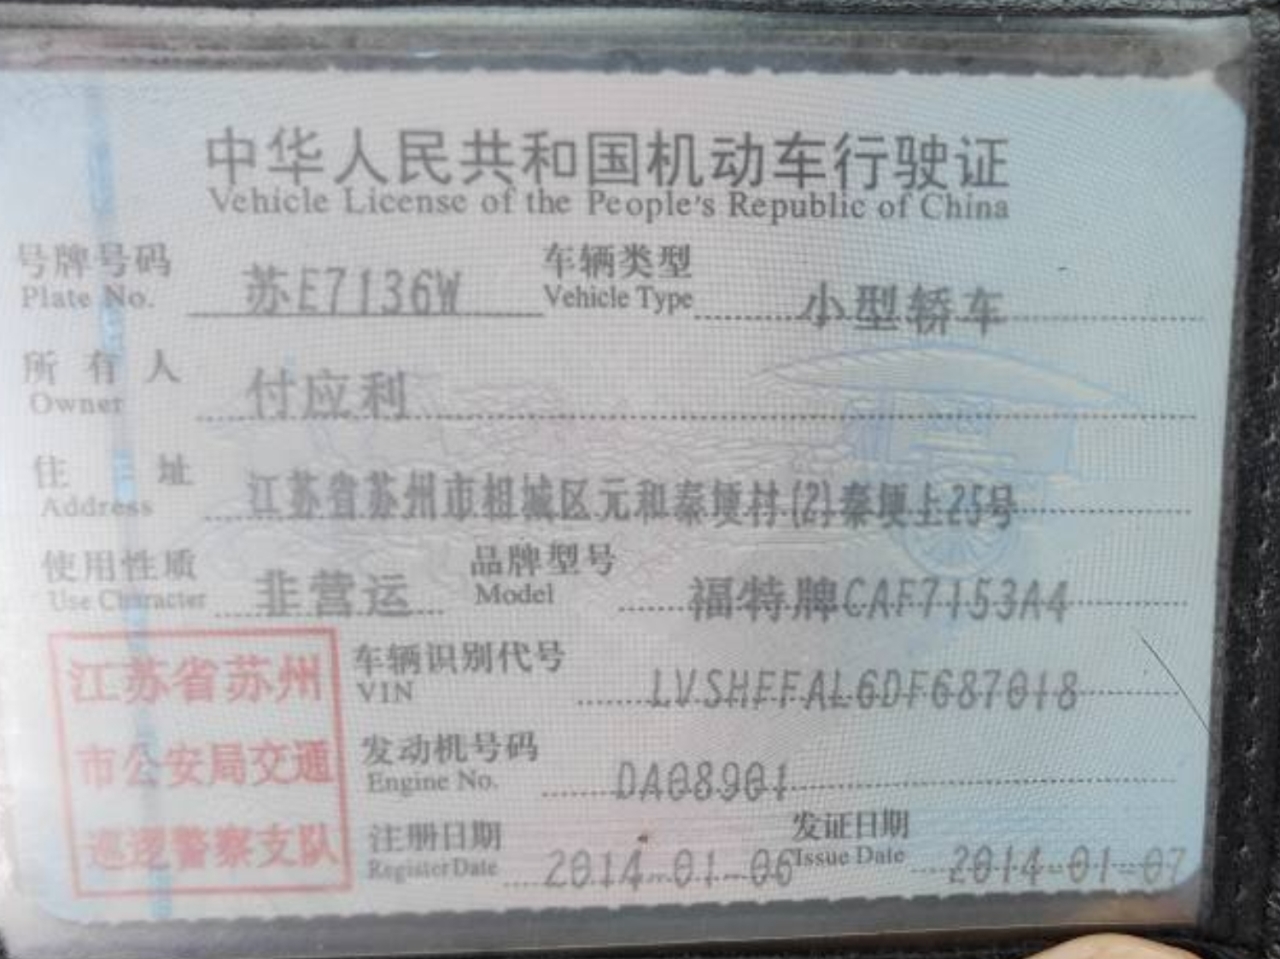 中华人民共和国机动车行驶证
Vehicle License of the People's Republic of China
号牌号码 苏E7136W 车辆类型 小型轿车
Plate No. Vehicle Type
所有人 付应利
Owner
住址 江苏省苏州市相城区元和秦埂村(2)秦埂上25号
Address
使用性质 非营运 品牌型号 福特牌CAF7153A4
Use Character Model
江苏省苏州
市公安局交通
巡逻警察支队
车辆识别代号 LVSHFFAL6DF687018
VIN
发动机号码 DA08901
Engine No.
注册日期 2014-01-06 发证日期 2014-01-07
Register Date Issue Date